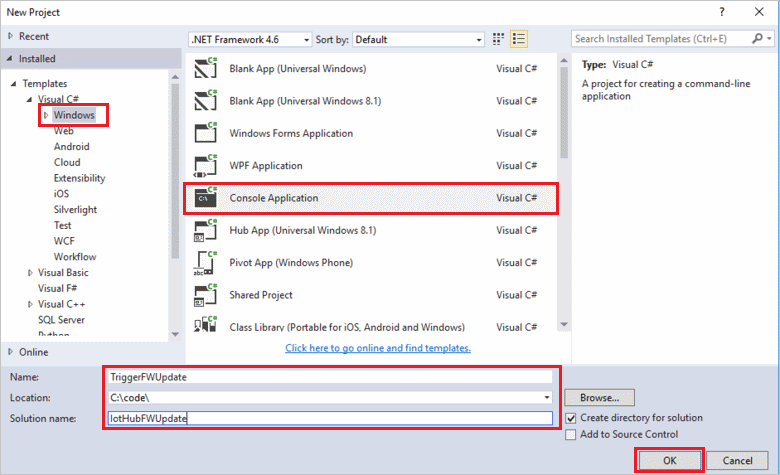 New Project
? X
Recent
.NET Framework 4.6
Sort by:
Default
Search Installed Templates (Ctrl+E)
Installed
Templates
Visual C#
Windows
Web
Android
Cloud
Extensibility
iOS
Silverlight
Test
WCF
Workflow
Visual Basic
Visual F#
Visual C++
SQL Server
Python
Online
Blank App (Universal Windows) Visual C#
Blank App (Universal Windows 8.1) Visual C#
Windows Forms Application Visual C#
WPF Application Visual C#
Console Application Visual C#
Hub App (Universal Windows 8.1) Visual C#
Pivot App (Windows Phone) Visual C#
Shared Project Visual C#
Class Library (Portable for iOS, Android and Windows) Visual C#
Click here to go online and find templates.
Type: Visual C#
A project for creating a command-line
application
Name: TriggerFWUpdate
Location: C:\code\
Browse...
Solution name: IotHubFWUpdate
Create directory for solution
Add to Source Control
OK
Cancel